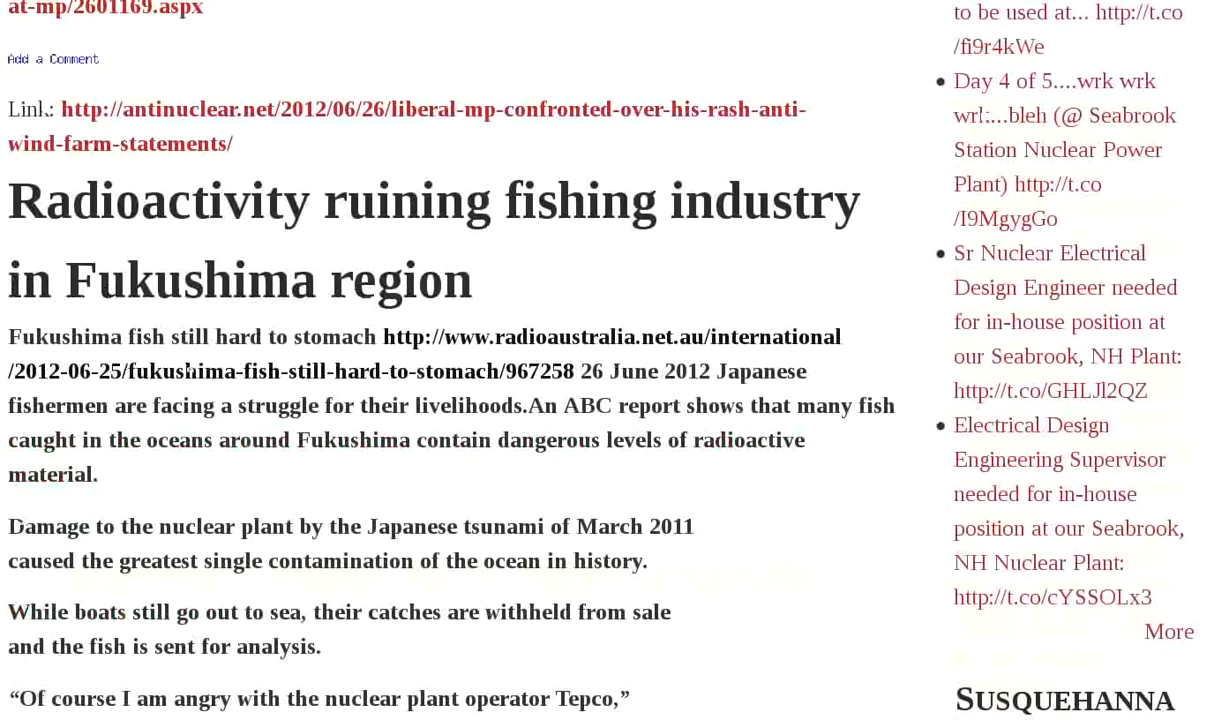 at-mp/2601169.aspx
Add a Comment
Link: http://antinuclear.net/2012/06/26/liberal-mp-confronted-over-his-rash-anti-
wind-farm-statements/
Radioactivity ruining fishing industry
in Fukushima region
Fukushima fish still hard to stomach http://www.radioaustralia.net.au/international
/2012-06-25/fukushima-fish-still-hard-to-stomach/967258 26 June 2012 Japanese
fishermen are facing a struggle for their livelihoods.An ABC report shows that many fish
caught in the oceans around Fukushima contain dangerous levels of radioactive
material.
Damage to the nuclear plant by the Japanese tsunami of March 2011
caused the greatest single contamination of the ocean in history.
While boats still go out to sea, their catches are withheld from sale
and the fish is sent for analysis.
“Of course I am angry with the nuclear plant operator Tepco,”
to be used at... http://t.co
/fi9r4kWe
Day 4 of 5....wrk wrk
wrk...bleh (@ Seabrook
Station Nuclear Power
Plant) http://t.co
/I9MgygGo
Sr Nuclear Electrical
Design Engineer needed
for in-house position at
our Seabrook, NH Plant:
http://t.co/GHLJl2QZ
Electrical Design
Engineering Supervisor
needed for in-house
position at our Seabrook,
NH Nuclear Plant:
http://t.co/cYSSOLx3
More
SUSQUEHANNA